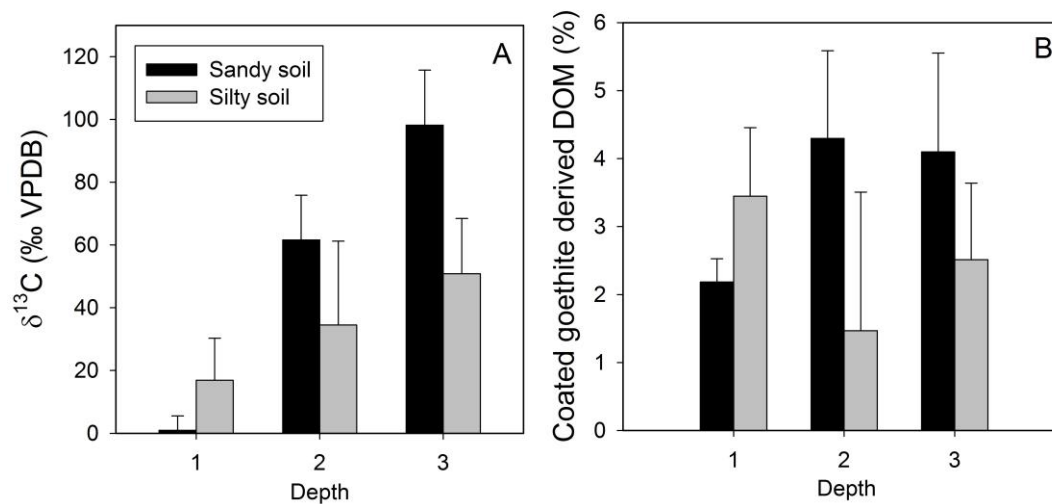 A
Sandy soil
Silty soil
δ¹³C (‰ VPDB)
120
100
80
60
40
20
0
1 2 3
Depth
B
Coated goethite derived DOM (%)
6
5
4
3
2
1
0
1 2 3
Depth